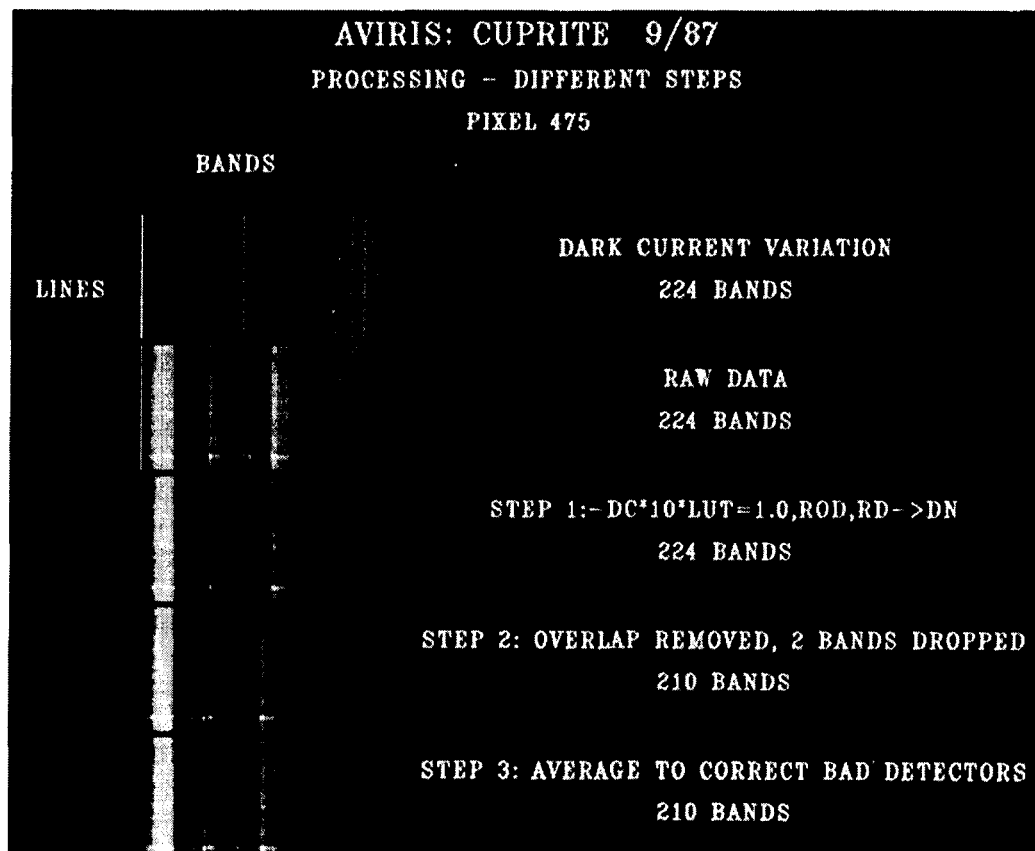 AVIRIS: CUPRITE 9/87
PROCESSING - DIFFERENT STEPS
PIXEL 475
BANDS
LINES
DARK CURRENT VARIATION
224 BANDS
RAW DATA
224 BANDS
STEP 1:-DC*10*LUT=1.0,ROD,RD->DN
224 BANDS
STEP 2: OVERLAP REMOVED, 2 BANDS DROPPED
210 BANDS
STEP 3: AVERAGE TO CORRECT BAD DETECTORS
210 BANDS